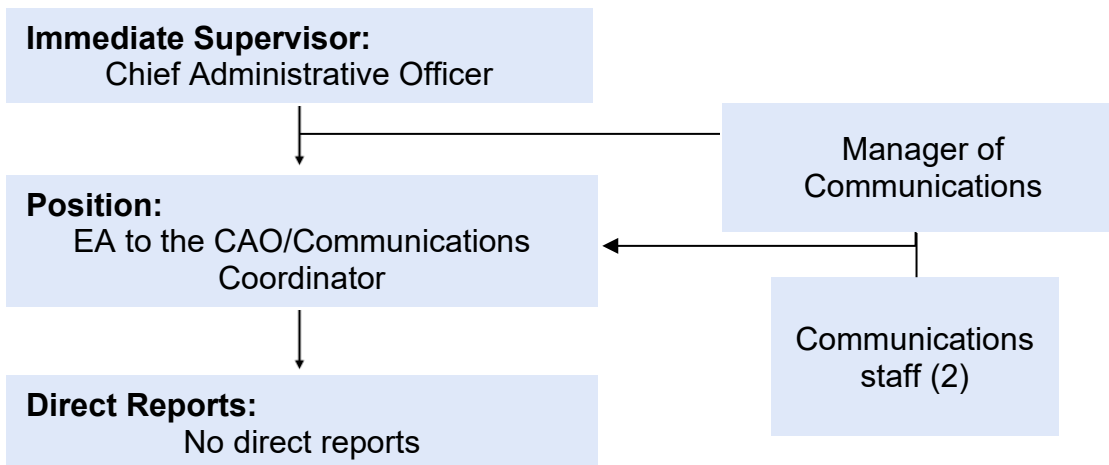 Immediate Supervisor:
Chief Administrative Officer
Manager of
Communications
Position:
EA to the CAO/Communications
Coordinator
Communications
staff (2)
Direct Reports:
No direct reports